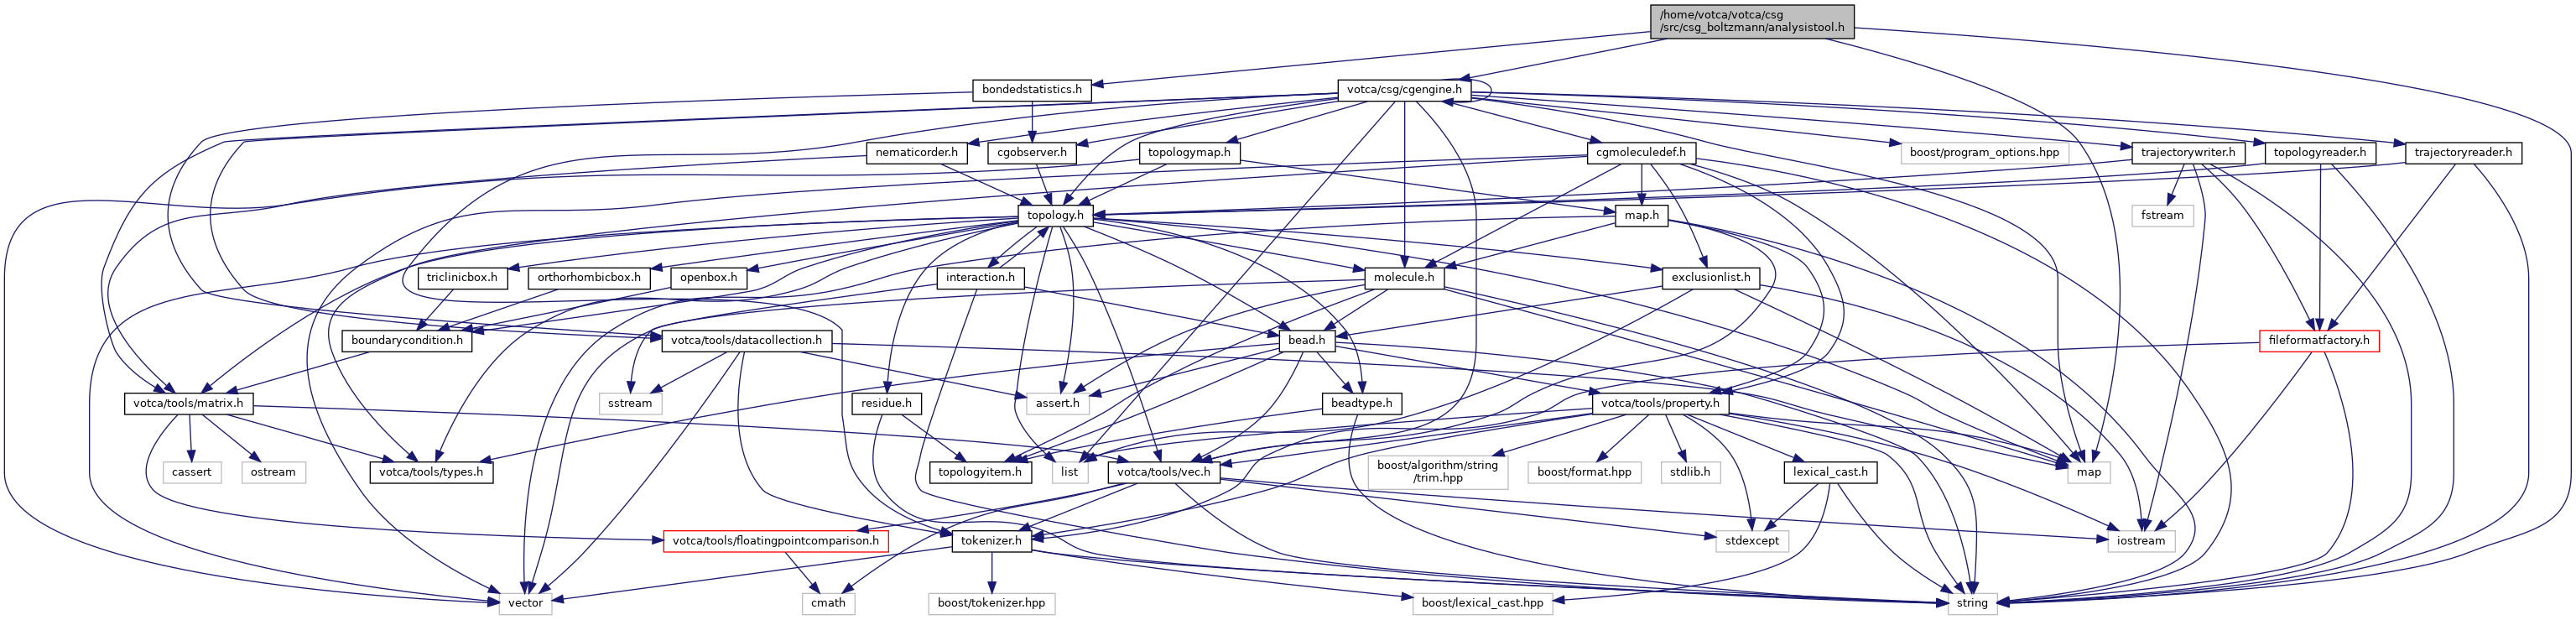 /home/votca/votca/csg
/src/csg_boltzmann/analysistool.h
bondedstatistics.h
votca/csg/cgengine.h
nematicorder.h
cgobserver.h
topologymap.h
cgmoleculedef.h
boost/program_options.hpp
trajectorywriter.h
topologyreader.h
trajectoryreader.h
topology.h
map.h
fstream
triclinicbox.h
orthorhombicbox.h
openbox.h
interaction.h
molecule.h
exclusionlist.h
boundarycondition.h
votca/tools/datacollection.h
bead.h
fileformatfactory.h
votca/tools/matrix.h
sstream
residue.h
assert.h
beadtype.h
votca/tools/property.h
cassert
ostream
votca/tools/types.h
topologyitem.h
list
votca/tools/vec.h
boost/algorithm/string
/trim.hpp
boost/format.hpp
stdlib.h
lexical_cast.h
map
votca/tools/floatingpointcomparison.h
tokenizer.h
stdexcept
iostream
vector
cmath
boost/tokenizer.hpp
boost/lexical_cast.hpp
string